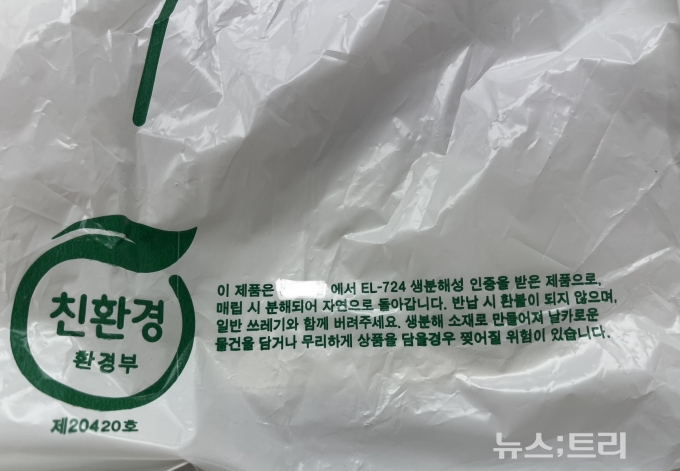 친환경
환경부
제20420호
이 제품은 에서 EL-724 생분해성 인증을 받은 제품으로,
매립 시 분해되어 자연으로 돌아갑니다. 반납 시 환불이 되지 않으며,
일반 쓰레기와 함께 버려주세요. 생분해 소재로 만들어져 날카로운
물건을 담거나 무리하게 상품을 담을경우 찢어질 위험이 있습니다.
뉴스;트리